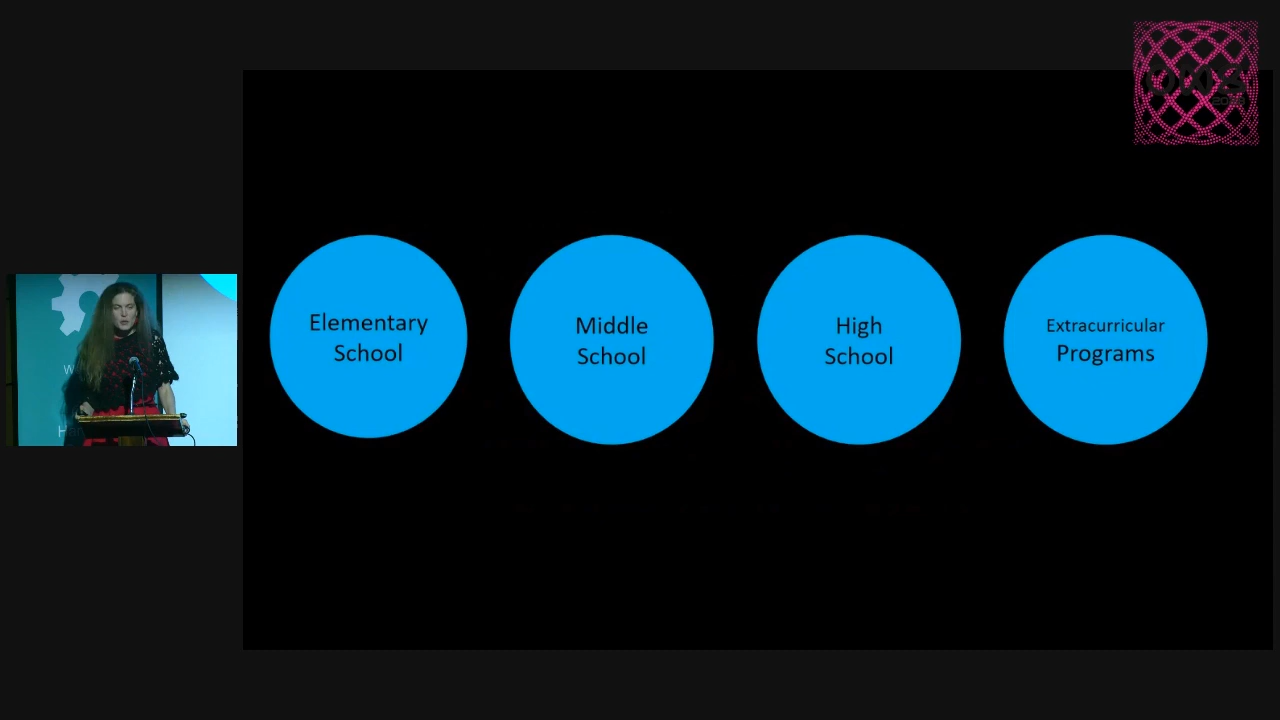 Elementary
School
Middle
School
High
School
Extracurricular
Programs